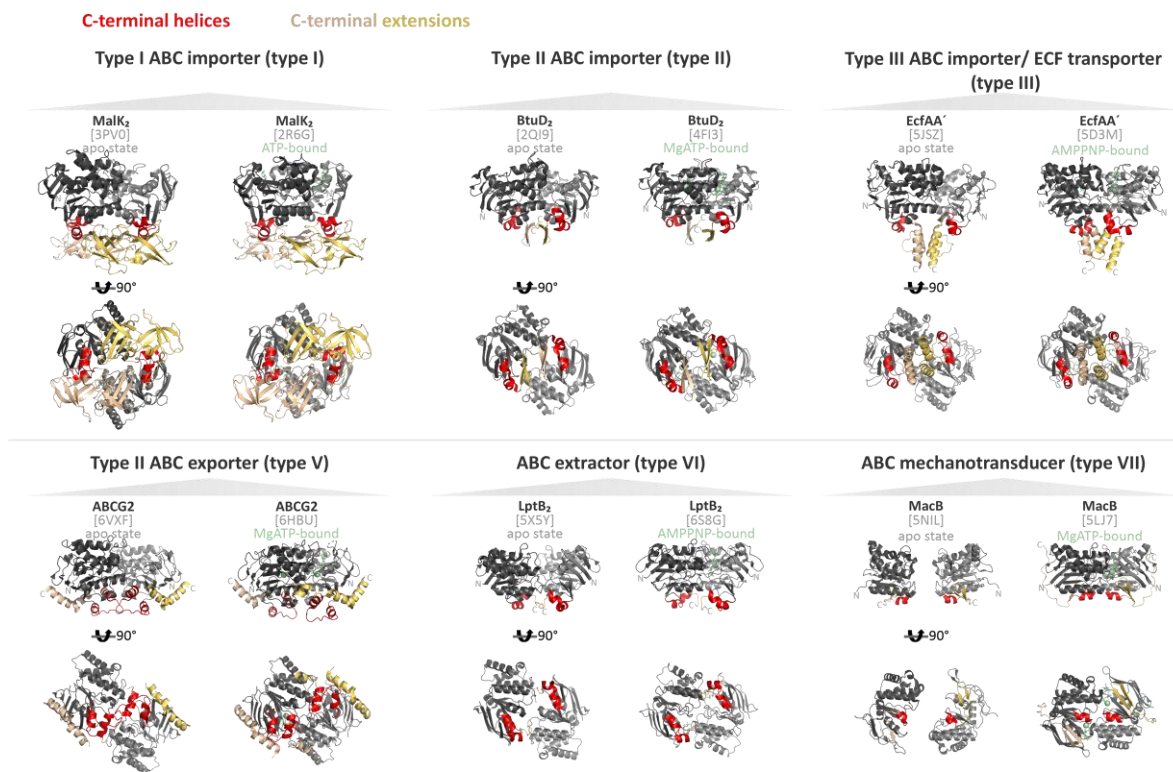 C-terminal helices C-terminal extensions
Type I ABC importer (type I)
Type II ABC importer (type II)
Type III ABC importer/ ECF transporter
(type III)
MalK₂
[3PV0]
apo state
MalK₂
[2R6G]
ATP-bound
BtuD₂
[2QI9]
apo state
BtuD₂
[4FI3]
MgATP-bound
EcfAA´
[5JSZ]
apo state
EcfAA´
[5D3M]
AMPPNP-bound
N N N N N N N N
C C C C
90°
90°
90°
Type II ABC exporter (type V)
ABC extractor (type VI)
ABC mechanotransducer (type VII)
ABCG2
[6VXF]
apo state
ABCG2
[6HBU]
MgATP-bound
LptB₂
[5X5Y]
apo state
LptB₂
[6S8G]
AMPPNP-bound
MacB
[5NIL]
apo state
MacB
[5LJ7]
MgATP-bound
C C C C
N N N N N N N N
C C C
90°
90°
90°